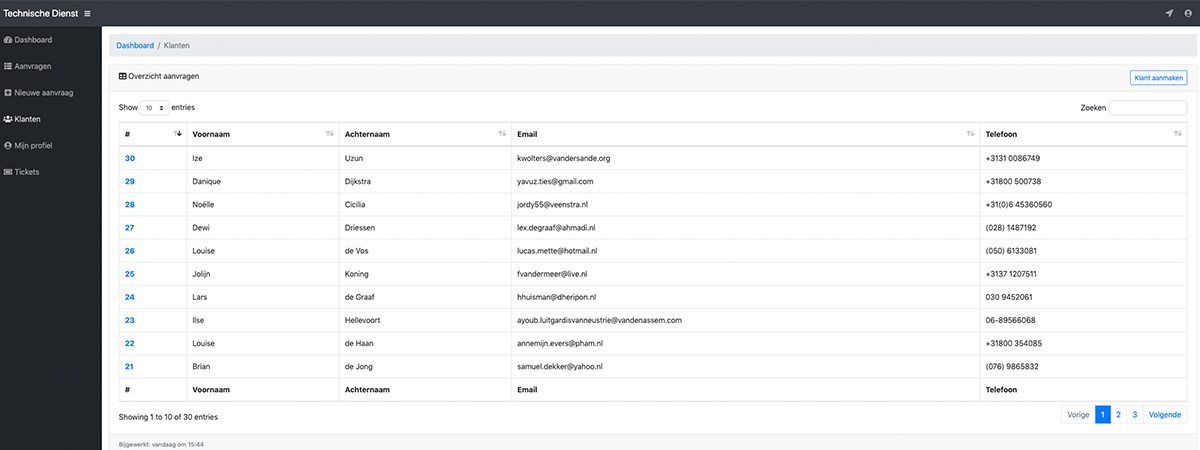 Technische Dienst
Dashboard
Aanvragen
Nieuwe aanvraag
Klanten
Mijn profiel
Tickets
Dashboard / Klanten
Overzicht aanvragen
Klant aanmaken
Show 10 entries
Zoeken
# Voornaam Achternaam Email Telefoon
30 Ize Uzun kwolters@vandersande.org +3131 0086749
29 Danique Dijkstra yavuz.ties@gmail.com +31800 500738
28 Noëlle Cicilia jordy55@veenstra.nl +31(0)6 45360560
27 Dewi Driessen lex.degraaf@ahmadi.nl (028) 1487192
26 Louise de Vos lucas.mette@hotmail.nl (050) 6133081
25 Jolijn Koning fvandermeer@live.nl +3137 1207511
24 Lars de Graaf hhuisman@dheripon.nl 030 9452061
23 Ilse Hellevoort ayoub.luitgardisvanneustrie@vandenassem.com 06-89566068
22 Louise de Haan annemijn.evers@pham.nl +31800 354085
21 Brian de Jong samuel.dekker@yahoo.nl (076) 9865832
# Voornaam Achternaam Email Telefoon
Showing 1 to 10 of 30 entries
Vorige 1 2 3 Volgende
Bijgewerkt: vandaag om 15:44